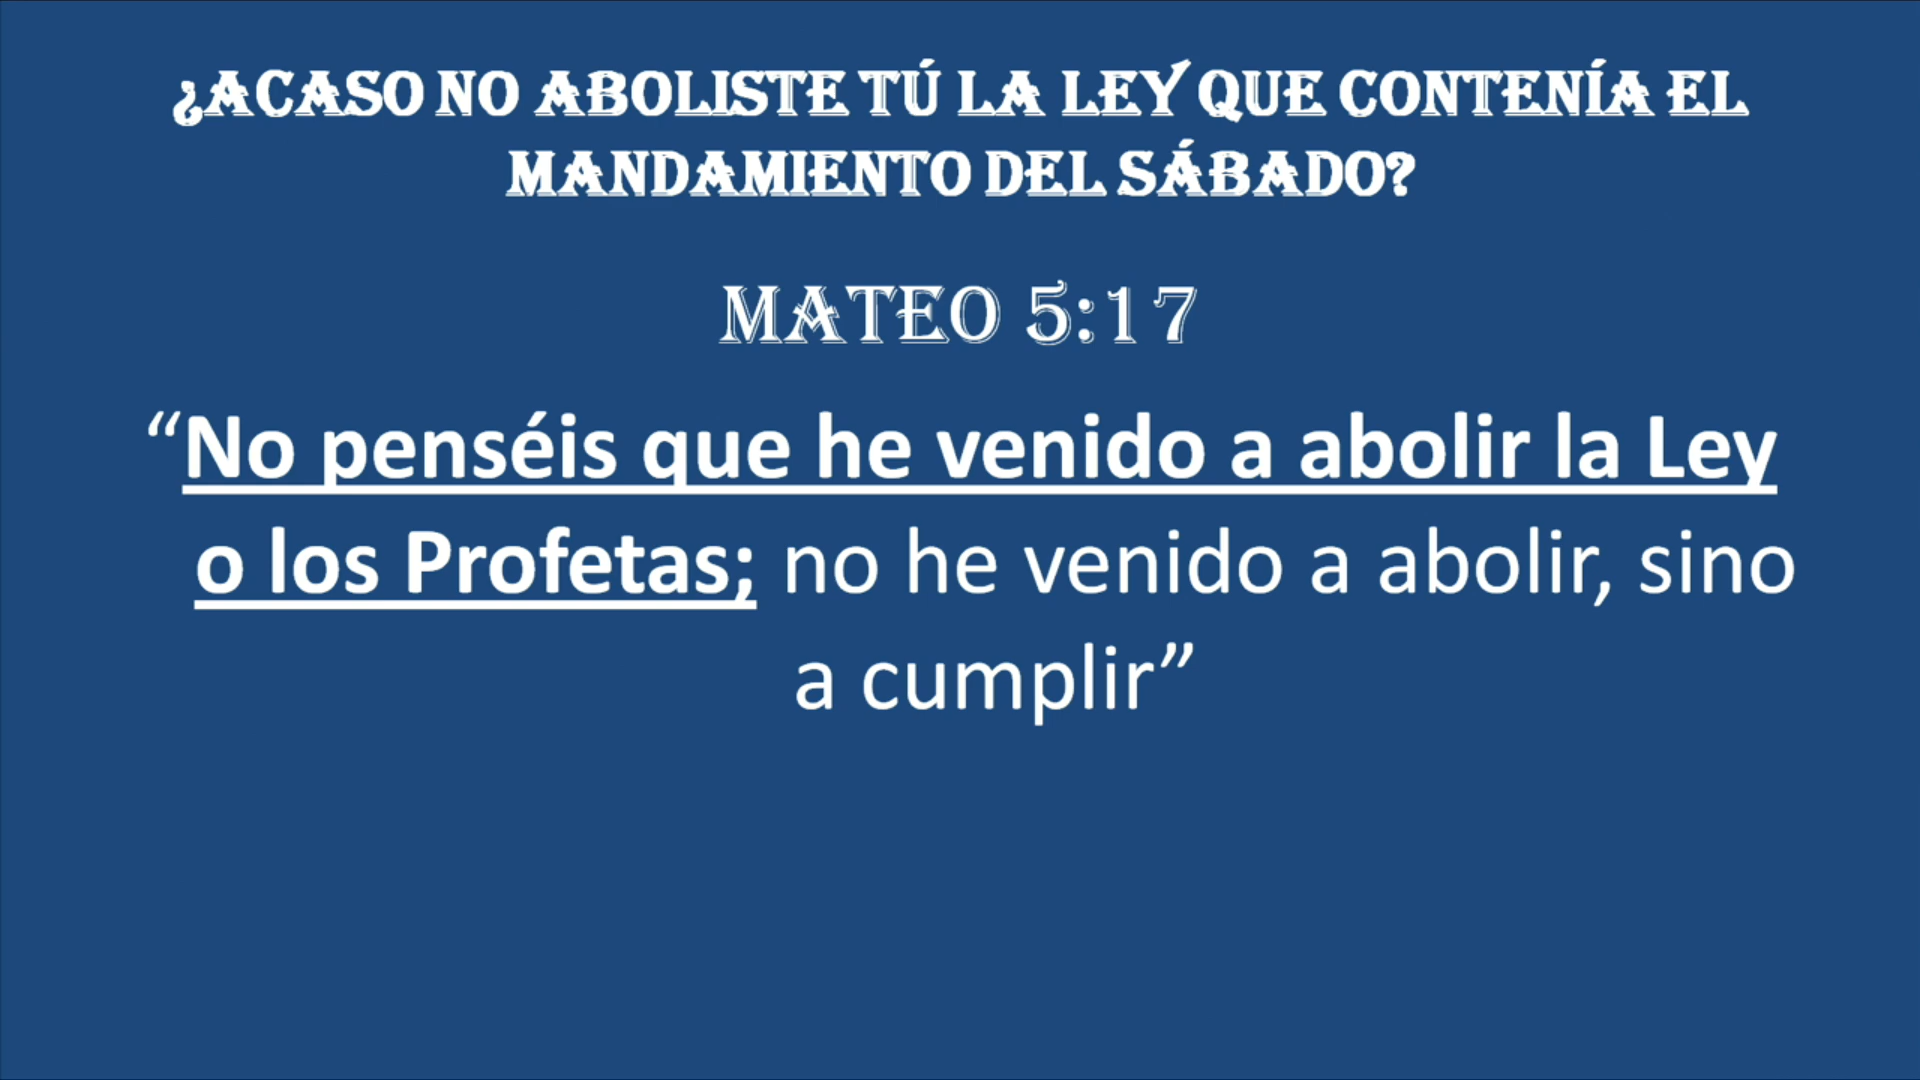 ¿ACASO NO ABOLISTE TÚ LA LEY QUE CONTENÍA EL
MANDAMIENTO DEL SÁBADO?
MATEO 5:17
“No penséis que he venido a abolir la Ley
o los Profetas; no he venido a abolir, sino
a cumplir”